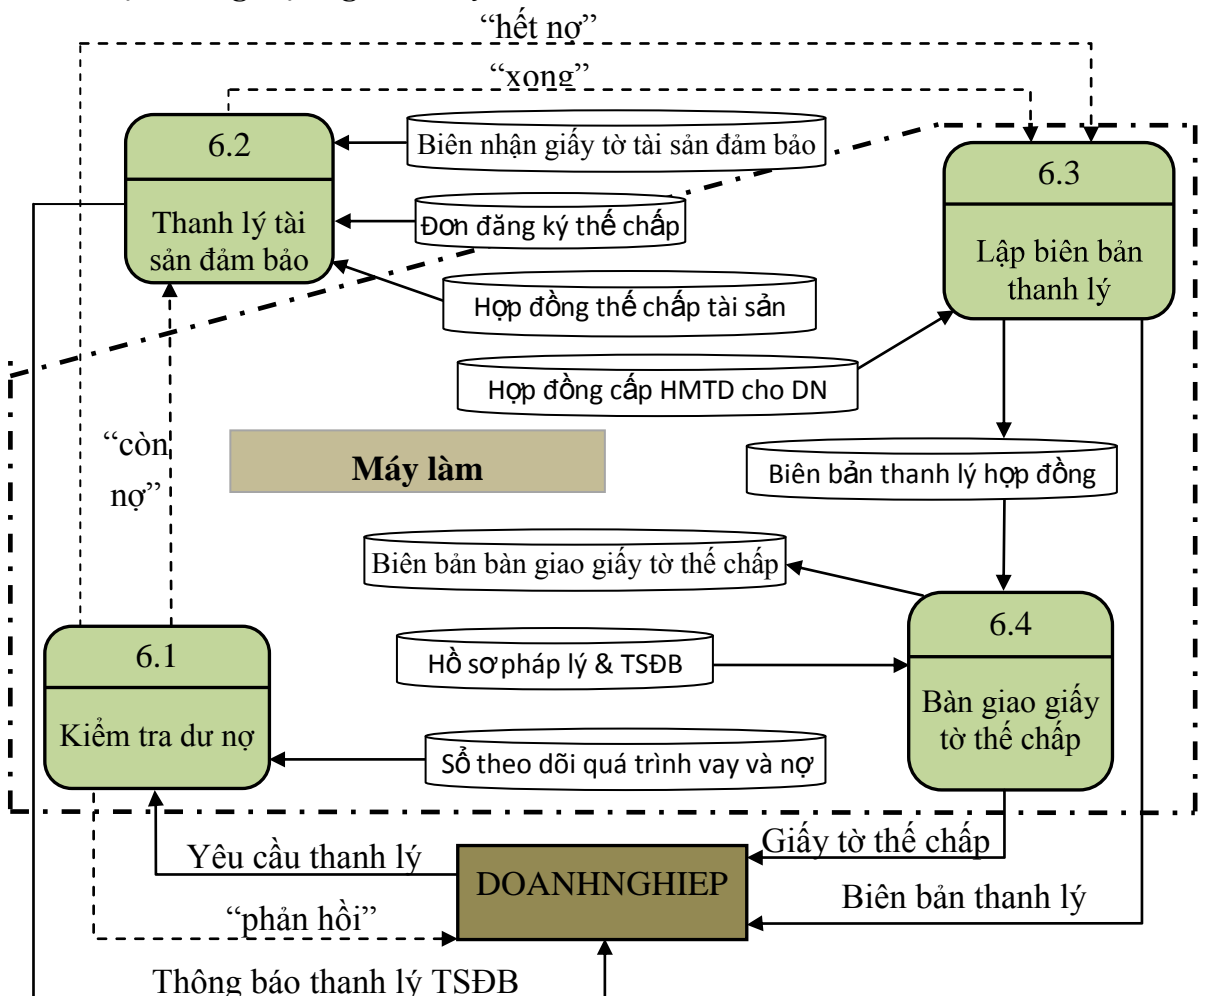 “hết nợ”
“xong”
6.2
Thanh lý tài
sản đảm bảo
Biên nhận giấy tờ tài sản đảm bảo
Đơn đăng ký thế chấp
Hợp đồng thế chấp tài sản
Hợp đồng cấp HMTD cho DN
6.3
Lập biên bản
thanh lý
“còn
nợ”
Máy làm
Biên bản thanh lý hợp đồng
Biên bản bàn giao giấy tờ thế chấp
Hồ sơ pháp lý & TSĐB
Sổ theo dõi quá trình vay và nợ
6.1
Kiểm tra dư nợ
6.4
Bàn giao giấy
tờ thế chấp
Yêu cầu thanh lý
Giấy tờ thế chấp
DOANHNGHIEP
Biên bản thanh lý
“phản hồi”
Thông báo thanh lý TSĐB